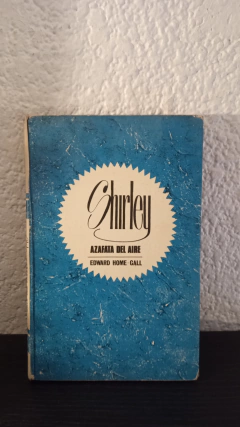 Shirley
AZAFATA DEL AIRE
EDWARD HOME GALL